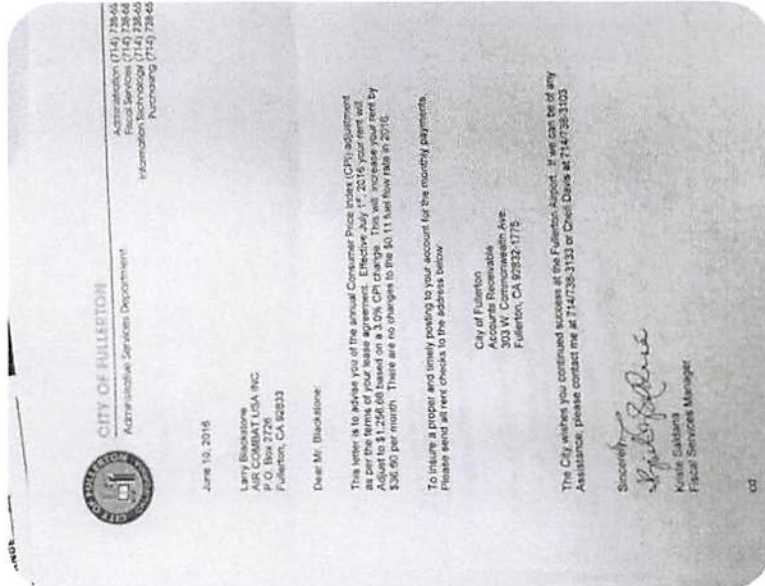 CITY OF FULLERTON
Administrative Services Department
Administration (714) 738-65
Fiscal Services (714) 738-
Information Technology (714) 738-65
Purchasing (714) 738-65
CITY OF FULLERTON
June 10, 2016
Larry Blackstone
AIR COMBAT USA INC
P.O. Box 2726
Fullerton, CA 92833
Dear Mr. Blackstone:
This letter is to advise you of the annual Consumer Price Index (CPI) adjustment
as per the terms of your lease agreement. Effective July 1st, 2016 your rent will
Adjust to $1,256.66 based on a 3.0% CPI change. This will increase your rent by
$36.60 per month. There are no changes to the $0.11 fuel flow rate in 2016.
To insure a proper and timely posting to your account for the monthly payments.
Please send all rent checks to the address below
City of Fullerton
Accounts Receivable
303 W. Commonwealth Ave.
Fullerton, CA 92832-1775
The City wishes you continued success at the Fullerton Airport. If we can be of any
Assistance, please contact me at 714/738-3133 or Cheri Davis at 714/738-3103
Sincerely,
Kristie Saldana
Fiscal Services Manager
cd